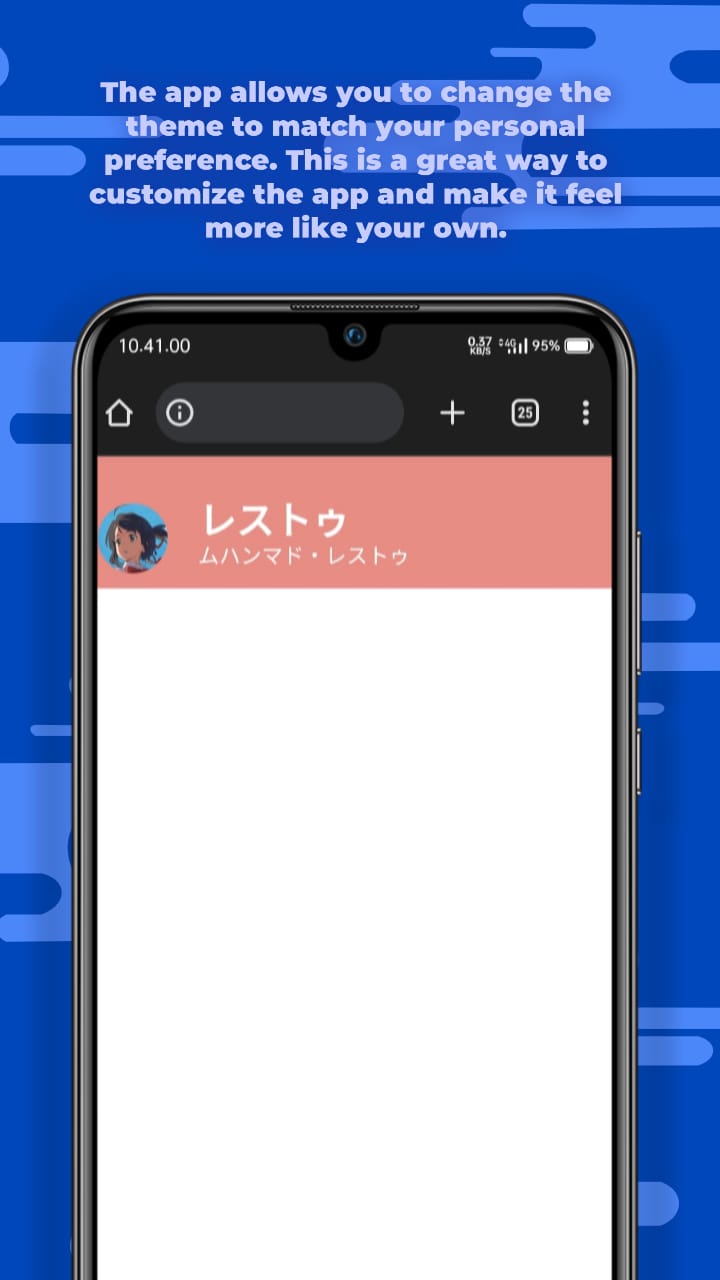 The app allows you to change the
theme to match your personal
preference. This is a great way to
customize the app and make it feel
more like your own.
10.41.00
0.37
KB/S
4G
95%
25
レストゥ
ムハンマド・レストゥ